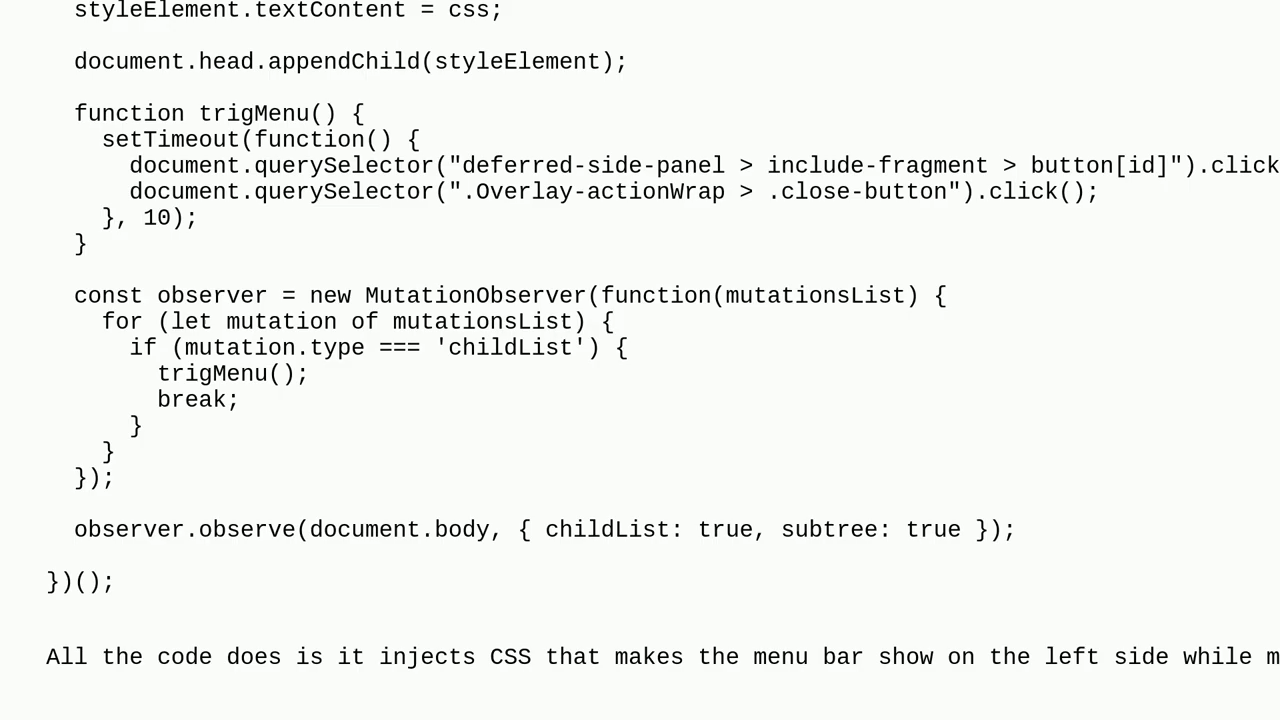 styleElement.textContent = css;
document.head.appendChild(styleElement);
function trigMenu() {
setTimeout(function() {
document.querySelector("deferred-side-panel > include-fragment > button[id]").click
document.querySelector(".Overlay-actionWrap > .close-button").click();
}, 10);
}
const observer = new MutationObserver(function(mutationsList) {
for (let mutation of mutationsList) {
if (mutation.type === 'childList') {
trigMenu();
break;
}
}
});
observer.observe(document.body, { childList: true, subtree: true });
})();
All the code does is it injects CSS that makes the menu bar show on the left side while